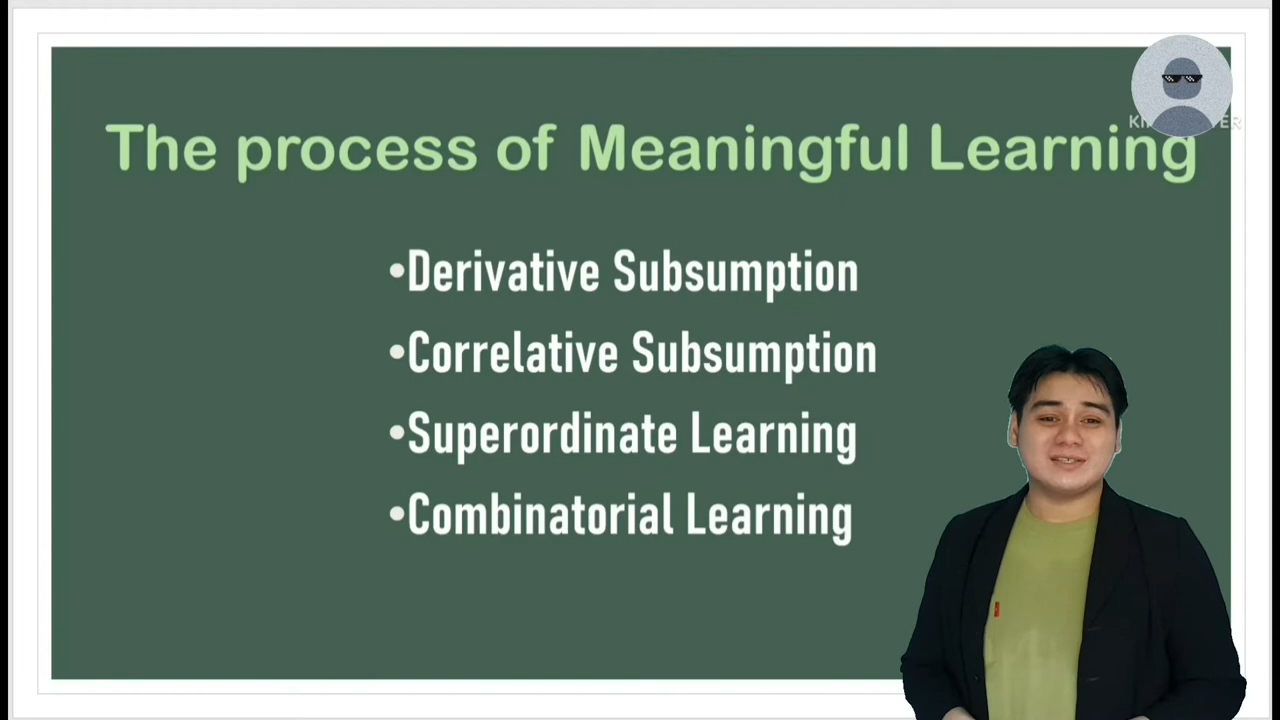 The process of Meaningful Learning
•Derivative Subsumption
•Correlative Subsumption
•Superordinate Learning
•Combinatorial Learning